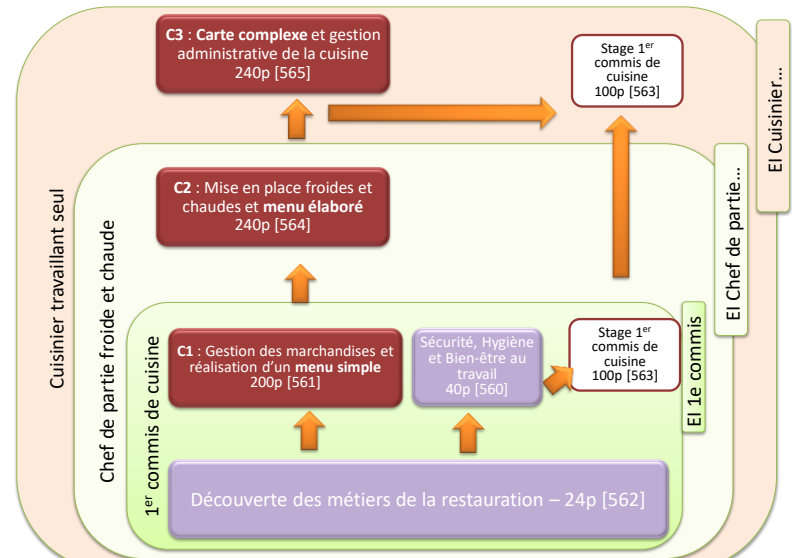 C3 : Carte complexe et gestion
administrative de la cuisine
240p [565]
Stage 1er
commis de
cuisine
100p [563]
EI Cuisinier...
C2 : Mise en place froides et
chaudes et menu élaboré
240p [564]
EI Chef de partie...
Cuisinier travaillant seul
Chef de partie froide et chaude
1er commis de cuisine
C1 : Gestion des marchandises et
réalisation d'un menu simple
200p [561]
Sécurité, Hygiène
et Bien-être au
travail
40p [560]
Stage 1er
commis de
cuisine
100p [563]
EI 1e commis
Découverte des métiers de la restauration – 24p [562]